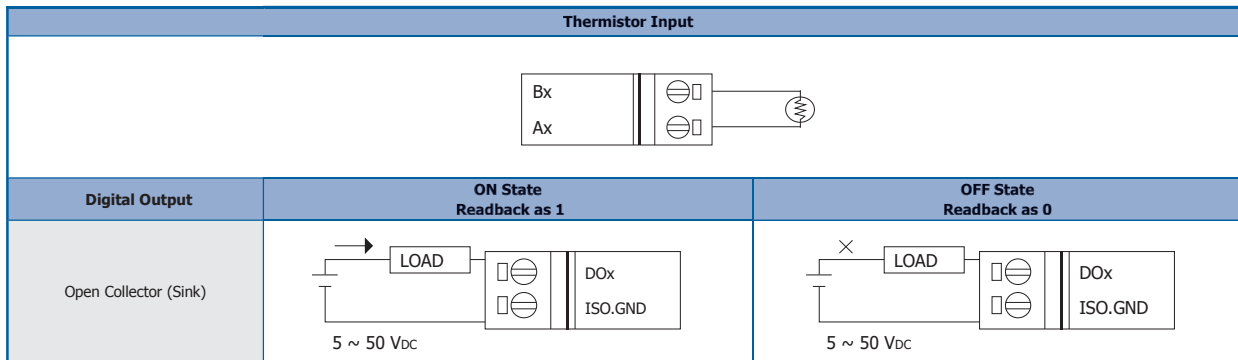 Thermistor Input
Bx
Ax
Digital Output
ON State
Readback as 1
OFF State
Readback as 0
Open Collector (Sink)
LOAD
DOx
ISO.GND
5 ~ 50 VDC
LOAD
DOx
ISO.GND
5 ~ 50 VDC